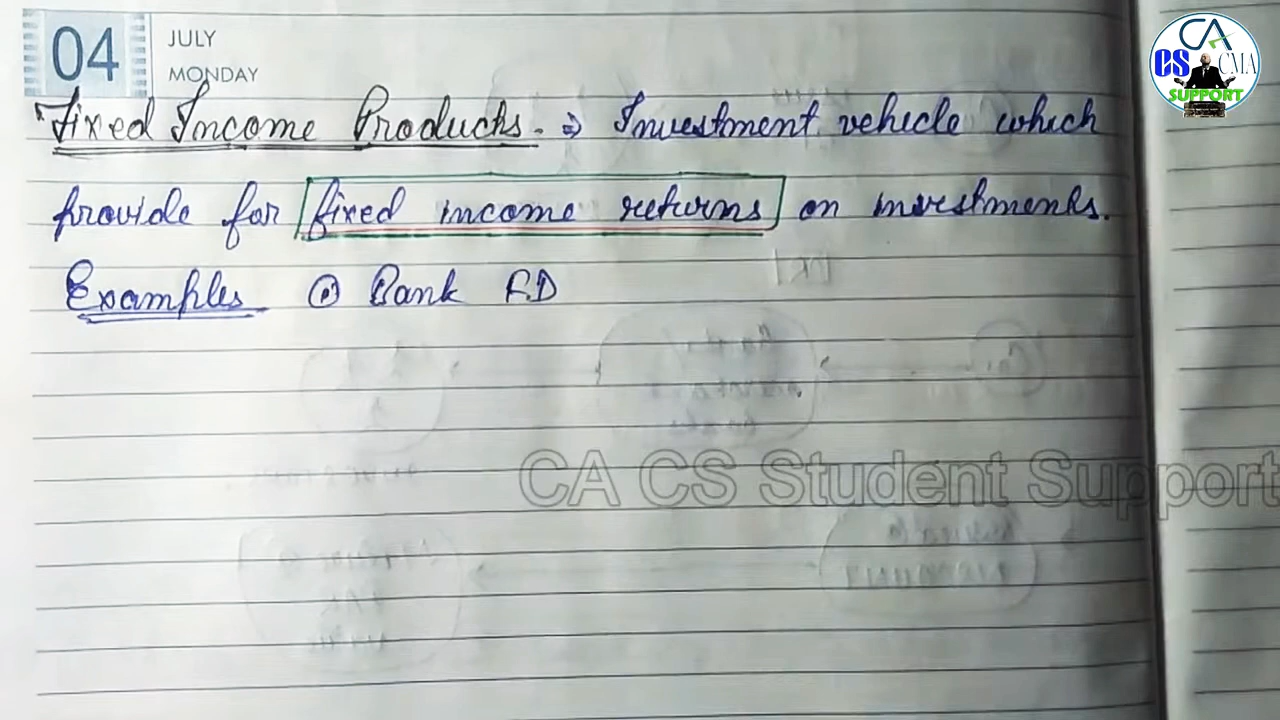 04
JULY
MONDAY
Fixed Income Products. ⇒ Investment vehicle which
provide for fixed income returns on investments.
Examples @ Bank FD
CA CS Student Support
CA
CS CMA
SUPPORT